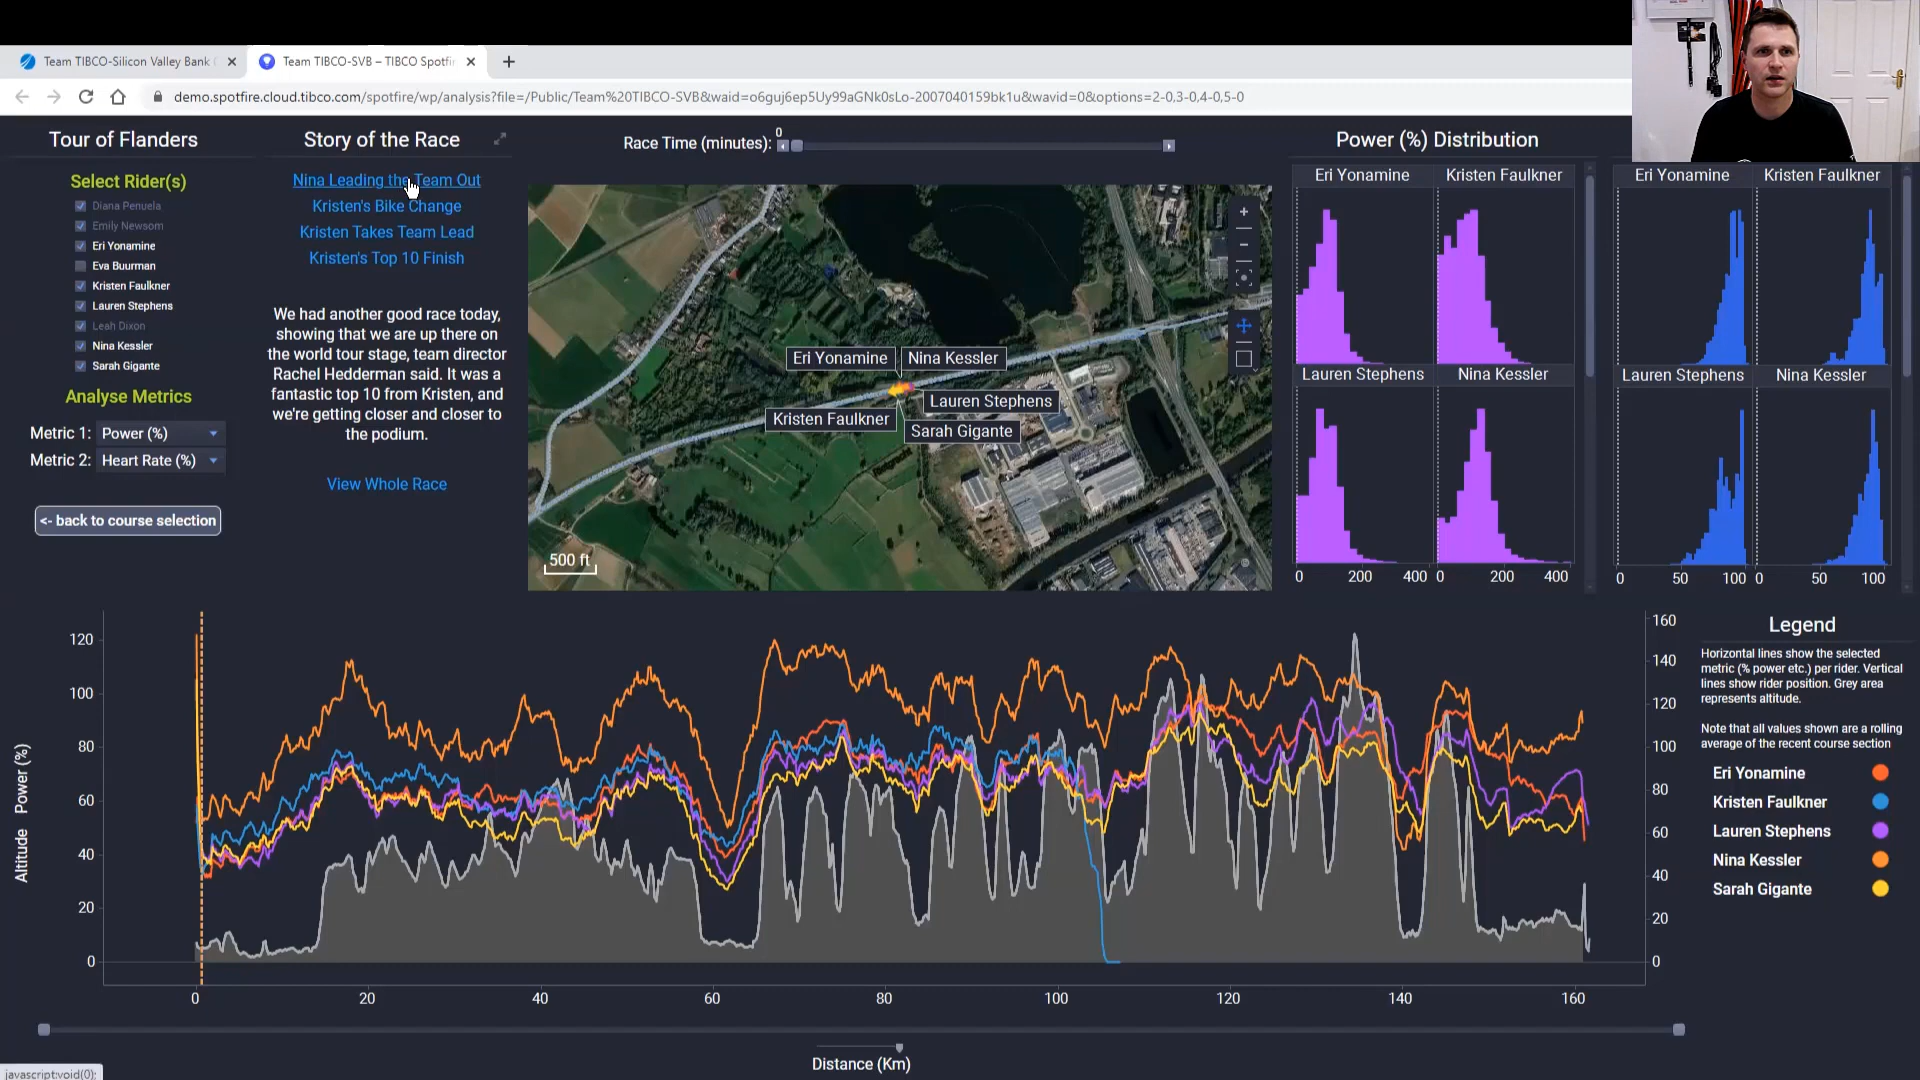 Team TIBCO-Silicon Valley Bank
Team TIBCO-SVB – TIBCO Spotfir
demo.spotfire.cloud.tibco.com/spotfire/wp/analysis?file=/Public/Team%20TIBCO-SVB&waid=o6guj6ep5Uy99aGNk0sLo-2007040159bk1u&wavid=0&options=2-0,3-0,4-0,5-0
Tour of Flanders
Select Rider(s)
Diana Penuela
Emily Newsom
Eri Yonamine
Eva Buurman
Kristen Faulkner
Lauren Stephens
Leah Dixon
Nina Kessler
Sarah Gigante
Analyse Metrics
Metric 1: Power (%)
Metric 2: Heart Rate (%)
<- back to course selection
Story of the Race
Nina Leading the Team Out
Kristen's Bike Change
Kristen Takes Team Lead
Kristen's Top 10 Finish
We had another good race today,
showing that we are up there on
the world tour stage, team director
Rachel Hedderman said. It was a
fantastic top 10 from Kristen, and
we're getting closer and closer to
the podium.
View Whole Race
Race Time (minutes):
0
Eri Yonamine
Nina Kessler
Lauren Stephens
Kristen Faulkner
Sarah Gigante
500 ft
Power (%) Distribution
Eri Yonamine Kristen Faulkner
Lauren Stephens Nina Kessler
0 200 400 0 200 400
Eri Yonamine Kristen Faulkner
Lauren Stephens Nina Kessler
0 50 100 0 50 100
Altitude Power (%)
120
100
80
60
40
20
0
160
140
120
100
80
60
40
20
0
0 20 40 60 80 100 120 140 160
Distance (Km)
Legend
Horizontal lines show the selected
metric (% power etc.) per rider. Vertical
lines show rider position. Grey area
represents altitude.
Note that all values shown are a rolling
average of the recent course section
Eri Yonamine
Kristen Faulkner
Lauren Stephens
Nina Kessler
Sarah Gigante
javascript:void(0);